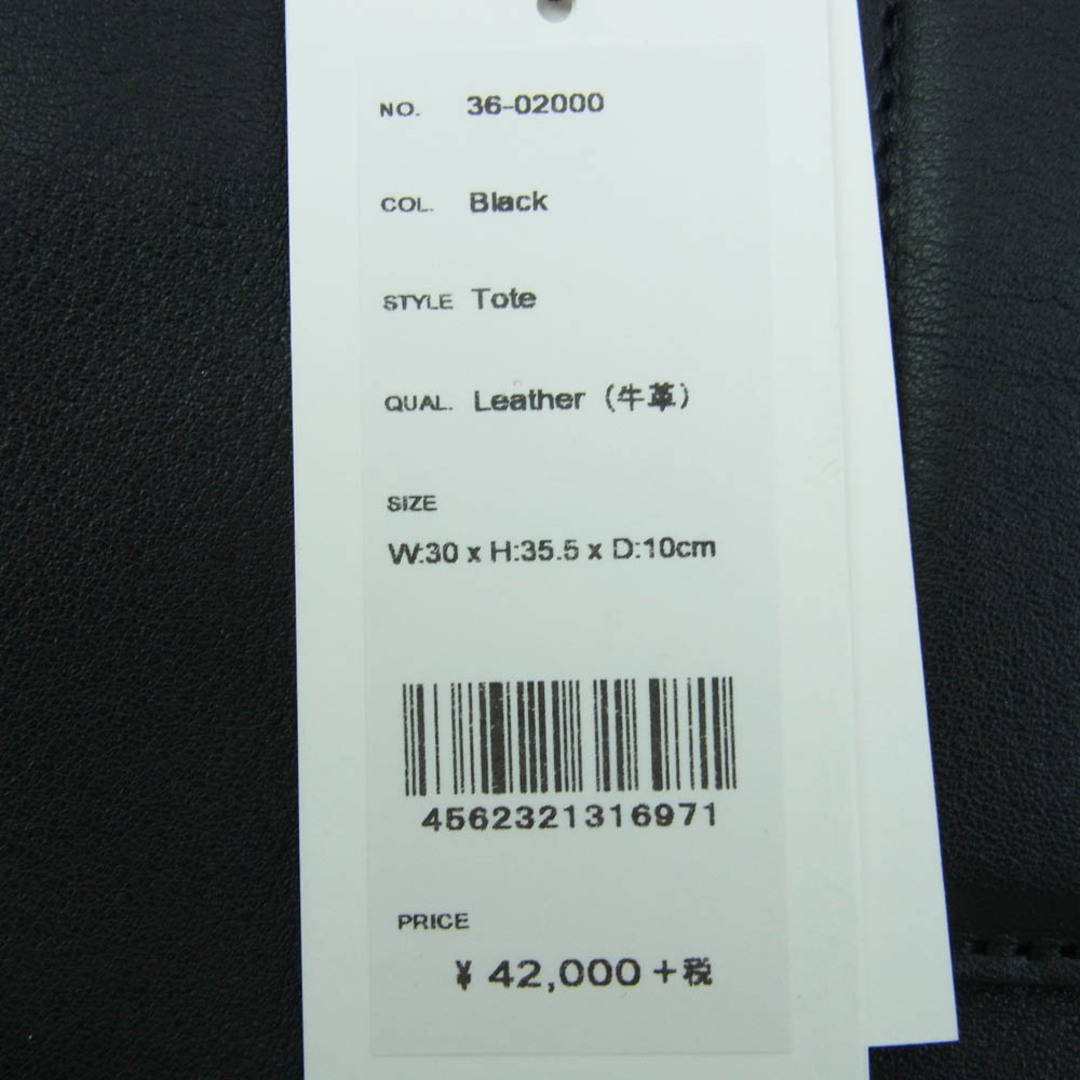 NO. 36-02000
COL. Black
STYLE Tote
QUAL. Leather（牛革）
SIZE
W:30 x H:35.5 x D:10cm
4562321316971
PRICE
¥ 42,000＋税